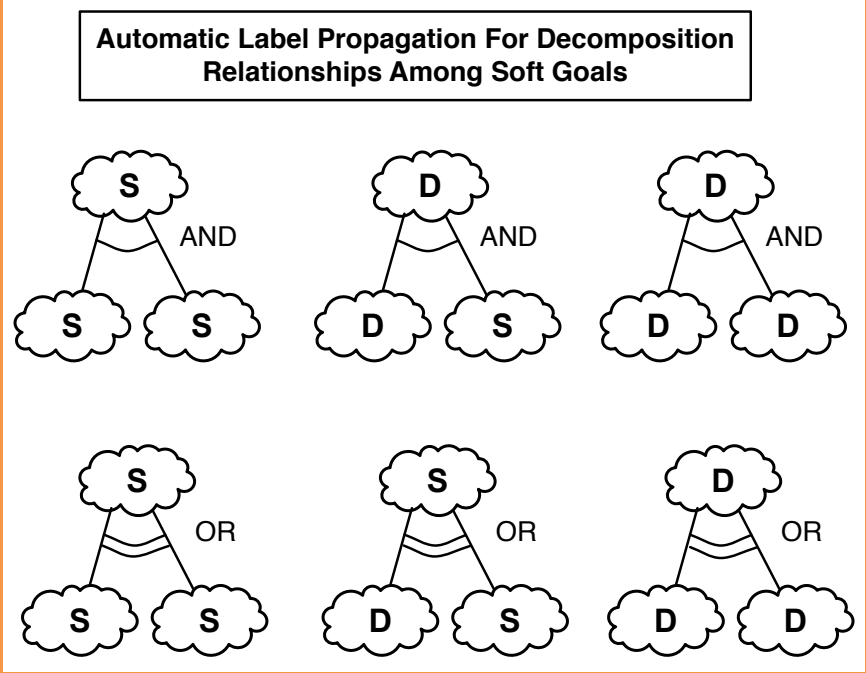 Automatic Label Propagation For Decomposition
Relationships Among Soft Goals
S
AND
S S
D
AND
D S
D
AND
D D
S
OR
S S
S
OR
D S
D
OR
D D